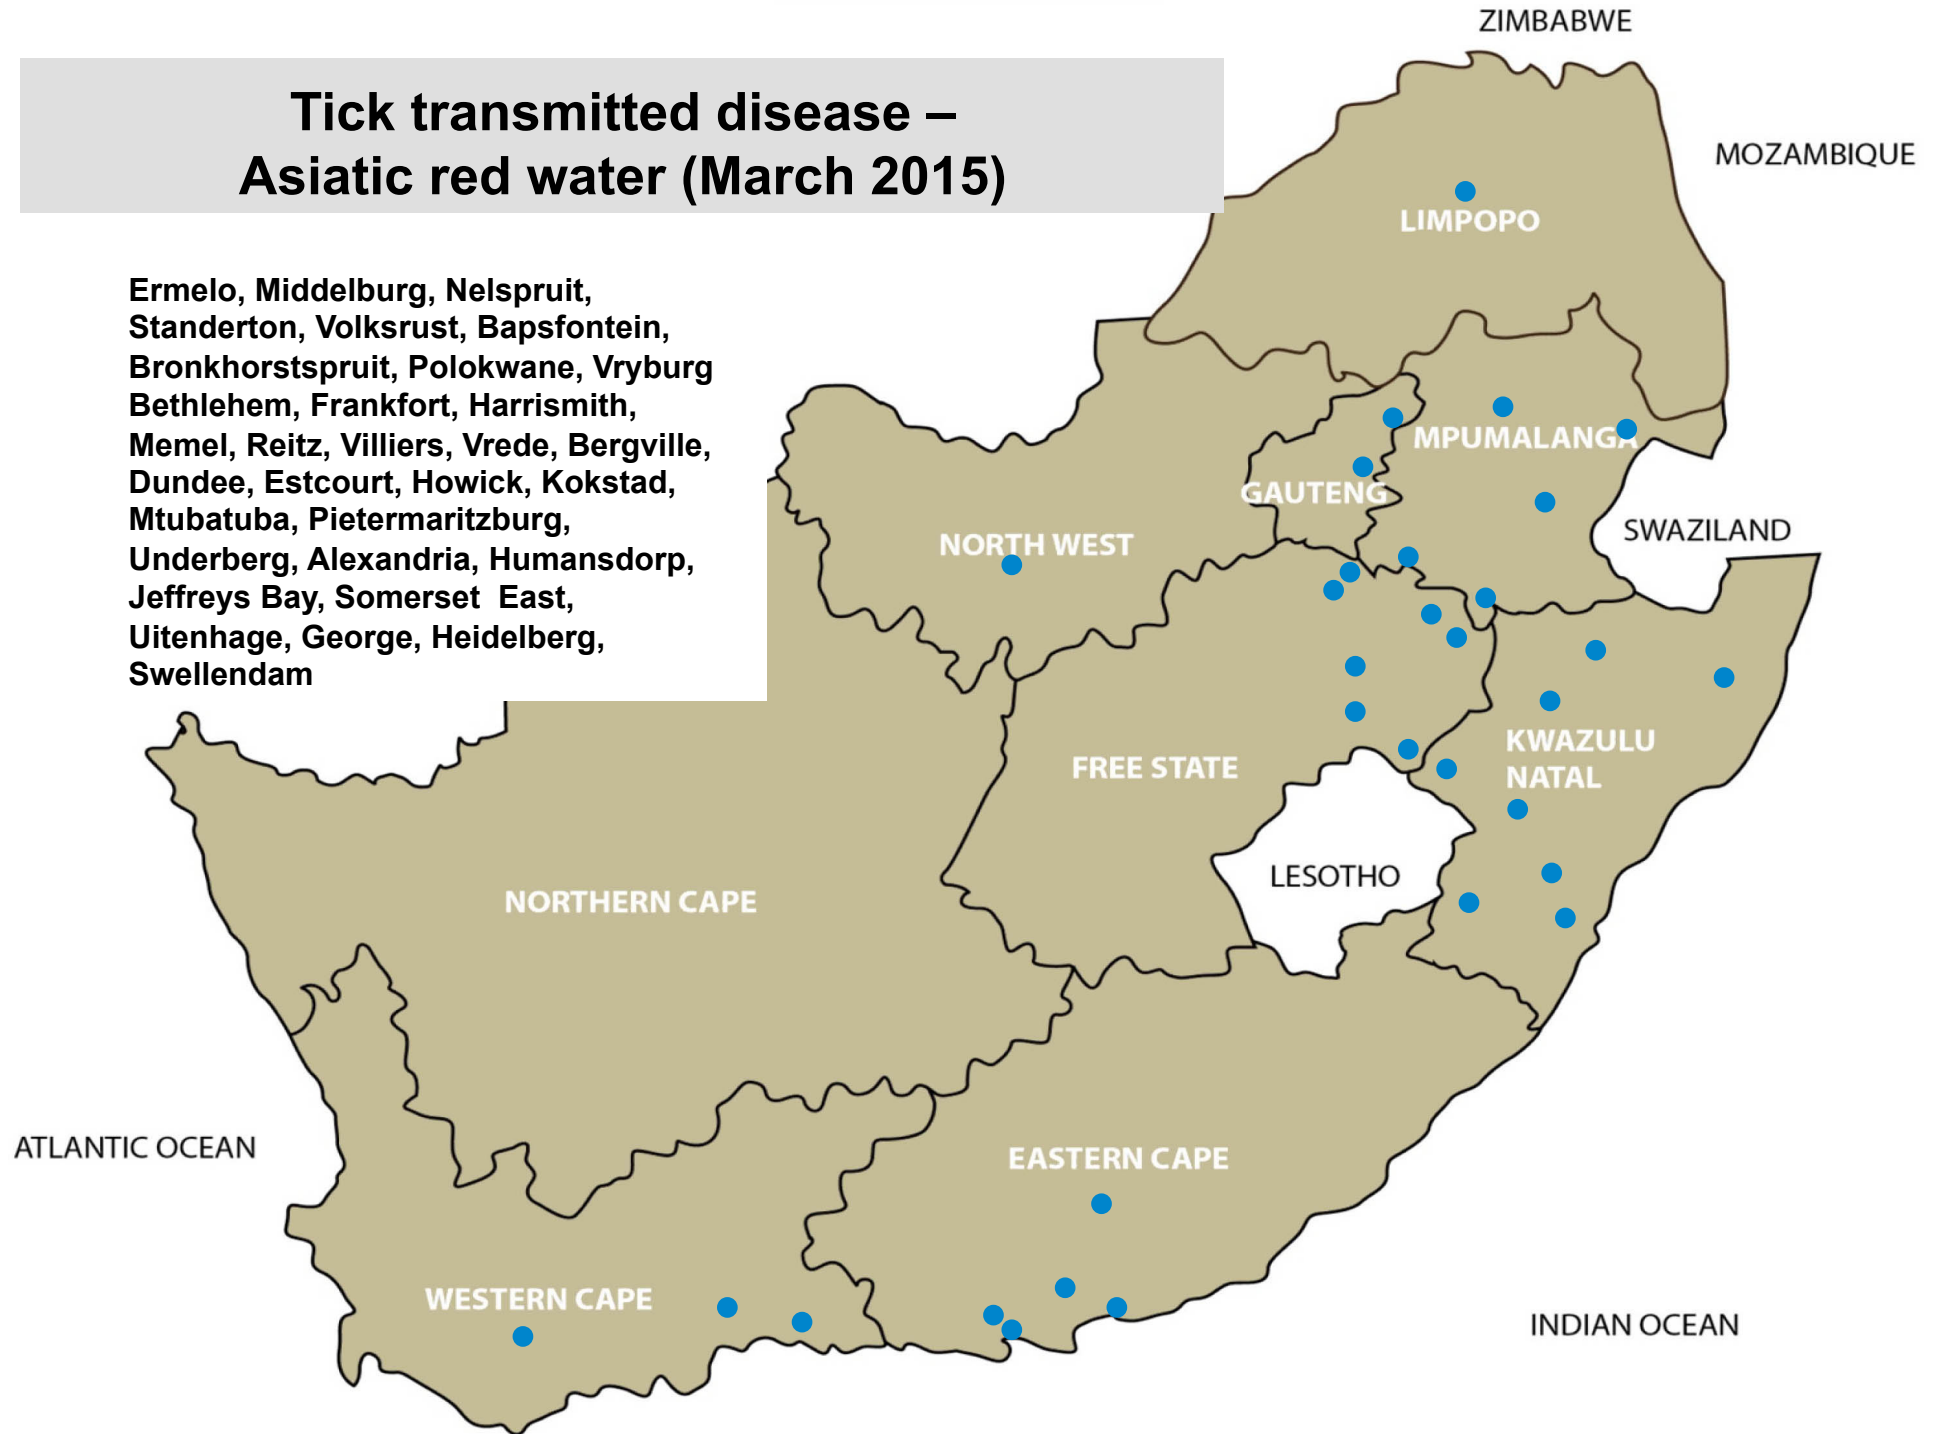 Tick transmitted disease –
Asiatic red water (March 2015)
Ermelo, Middelburg, Nelspruit,
Standerton, Volksrust, Bapsfontein,
Bronkhorstspruit, Polokwane, Vryburg
Bethlehem, Frankfort, Harrismith,
Memel, Reitz, Villiers, Vrede, Bergville,
Dundee, Estcourt, Howick, Kokstad,
Mtubatuba, Pietermaritzburg,
Underberg, Alexandria, Humansdorp,
Jeffreys Bay, Somerset  East,
Uitenhage, George, Heidelberg,
Swellendam
ZIMBABWE
MOZAMBIQUE
LIMPOPO
MPUMALANGA
GAUTENG
SWAZILAND
NORTH WEST
KWAZULU
NATAL
FREE STATE
LESOTHO
NORTHERN CAPE
ATLANTIC OCEAN
EASTERN CAPE
WESTERN CAPE
INDIAN OCEAN